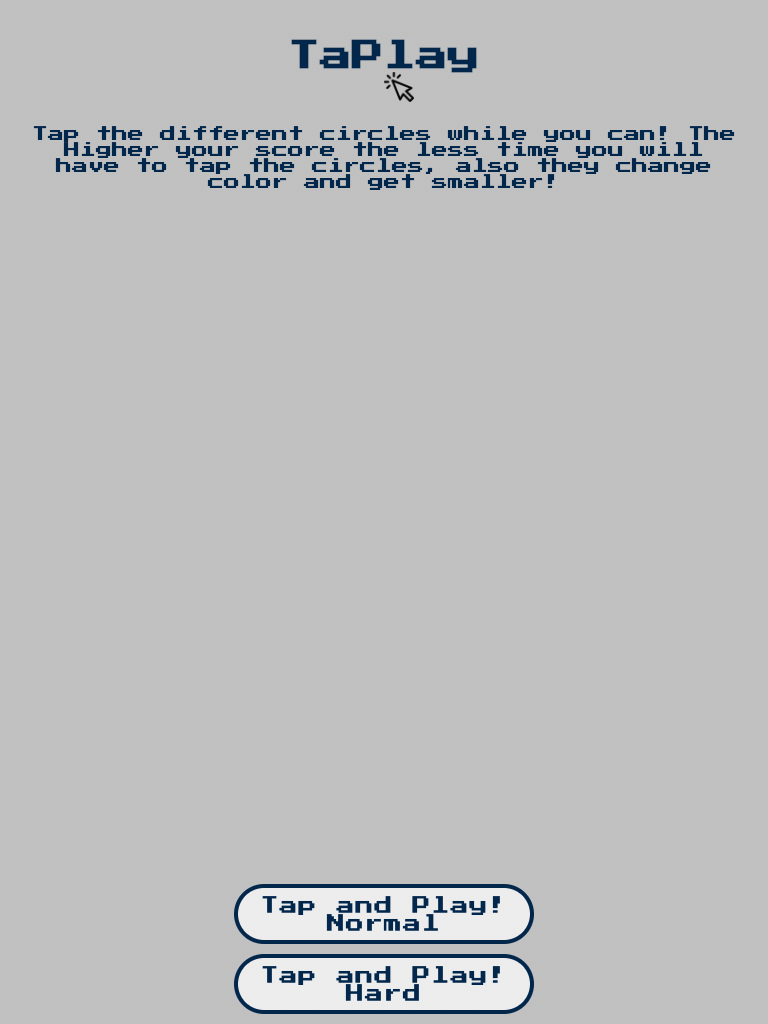 TaPlay
Tap the different circles while you can! The
Higher your score the less time you will
have to tap the circles, also they change
color and get smaller!
Tap and Play!
Normal
Tap and Play!
Hard